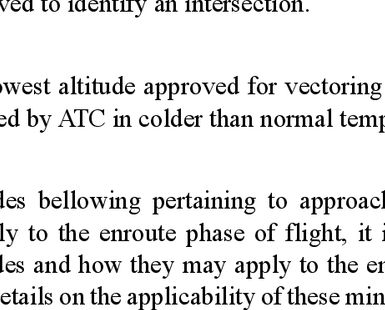 ved to identify an intersection.
owest altitude approved for vectoring
ed by ATC in colder than normal temp
des bellowing pertaining to approach
ly to the enroute phase of flight, it i
des and how they may apply to the en
etails on the applicability of these min